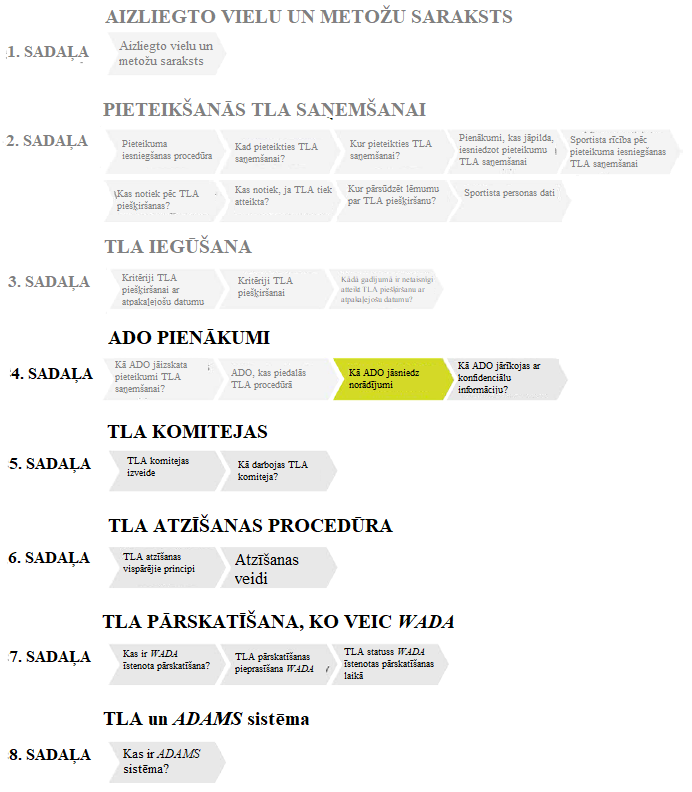 AIZLIEGTO VIELU UN METOŽU SARAKSTS
1. SADAĻA
Aizliegto vielu un
metožu saraksts
PIETEIKŠANĀS TLA SAŅEMŠANAI
2. SADAĻA
Pieteikuma
iesniegšanas procedūra
Kad pieteikties TLA
saņemšanai?
Kur pieteikties TLA
saņemšanai?
Pienākumi, kas jāpilda,
iesniedzot pieteikumu
TLA saņemšanai
Sportista rīcība pēc
pieteikuma iesniegšanas
TLA saņemšanai
Kas notiek pēc TLA
piešķiršanas?
Kas notiek, ja TLA tiek
atteikta?
Kur pārsūdzēt lēmumu
par TLA piešķiršanu?
Sportista personas dati
TLA IEGŪŠANA
3. SADAĻA
Kritēriji TLA
piešķiršanai ar
atpakaļejošu datumu
Kritēriji TLA
piešķiršanai
Kādā gadījumā ir netaisnīgi
atteikt TLA piešķiršanu ar
atpakaļejošu datumu?
ADO PIENĀKUMI
4. SADAĻA
Kā ADO jāizskata
pieteikumi TLA
saņemšanai?
ADO, kas piedalās
TLA procedūrā
Kā ADO jāsniedz
norādījumi
Kā ADO jārīkojas ar
konfidenciālu
informāciju?
TLA KOMITEJAS
5. SADAĻA
TLA komitejas
izveide
Kā darbojas TLA
komiteja?
TLA ATZĪŠANAS PROCEDŪRA
6. SADAĻA
TLA atzīšanas
vispārējie principi
Atzīšanas
veidi
TLA PĀRSKATĪŠANA, KO VEIC WADA
7. SADAĻA
Kas ir WADA
īstenota pārskatīšana?
TLA pārskatīšanas
pieprasīšana WADA
TLA statuss WADA
īstenotas pārskatīšanas
laikā
TLA un ADAMS sistēma
8. SADAĻA
Kas ir ADAMS
sistēma?